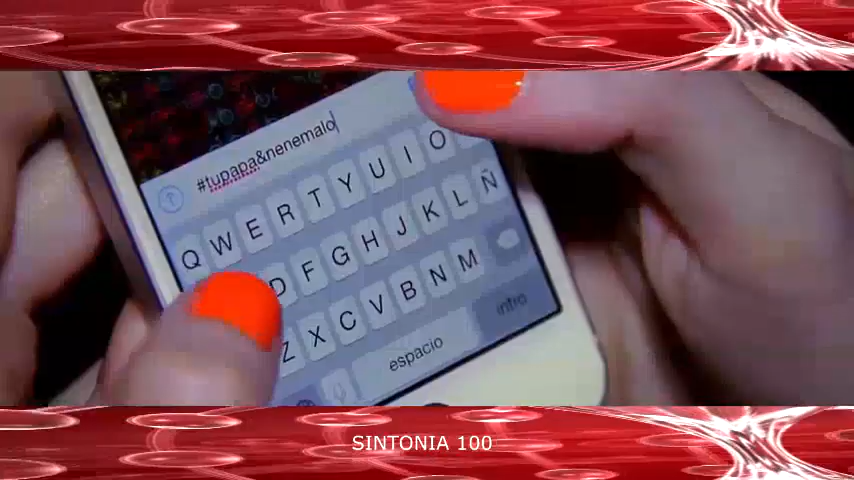 #tupapa&nenemalo
Q W E R T Y U I O
D F G H J K L Ñ
Z X C V B N M
espacio intro
SINTONIA 100